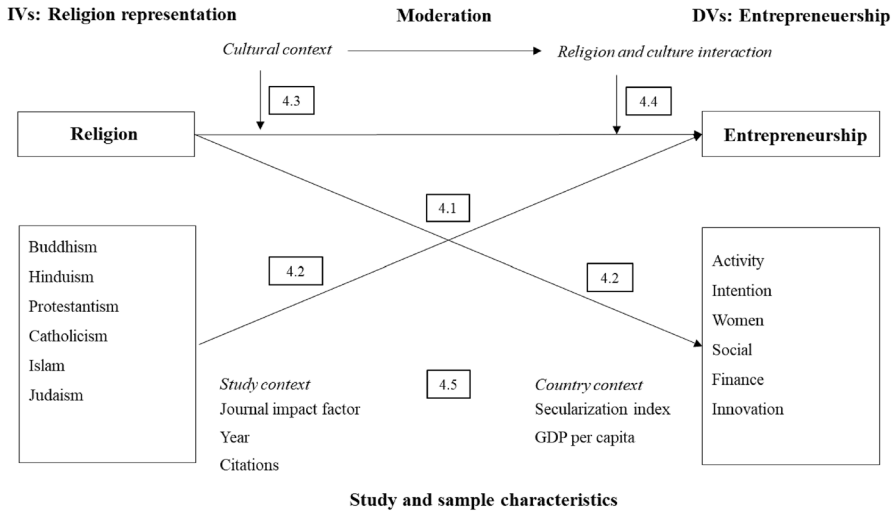 IVs: Religion representation
Moderation
DVs: Entrepreneuership
Cultural context
Religion and culture interaction
4.3
4.4
Religion
Entrepreneurship
4.1
4.2
4.2
Buddhism
Hinduism
Protestantism
Catholicism
Islam
Judaism
Activity
Intention
Women
Social
Finance
Innovation
Study context
Journal impact factor
Year
Citations
4.5
Country context
Secularization index
GDP per capita
Study and sample characteristics